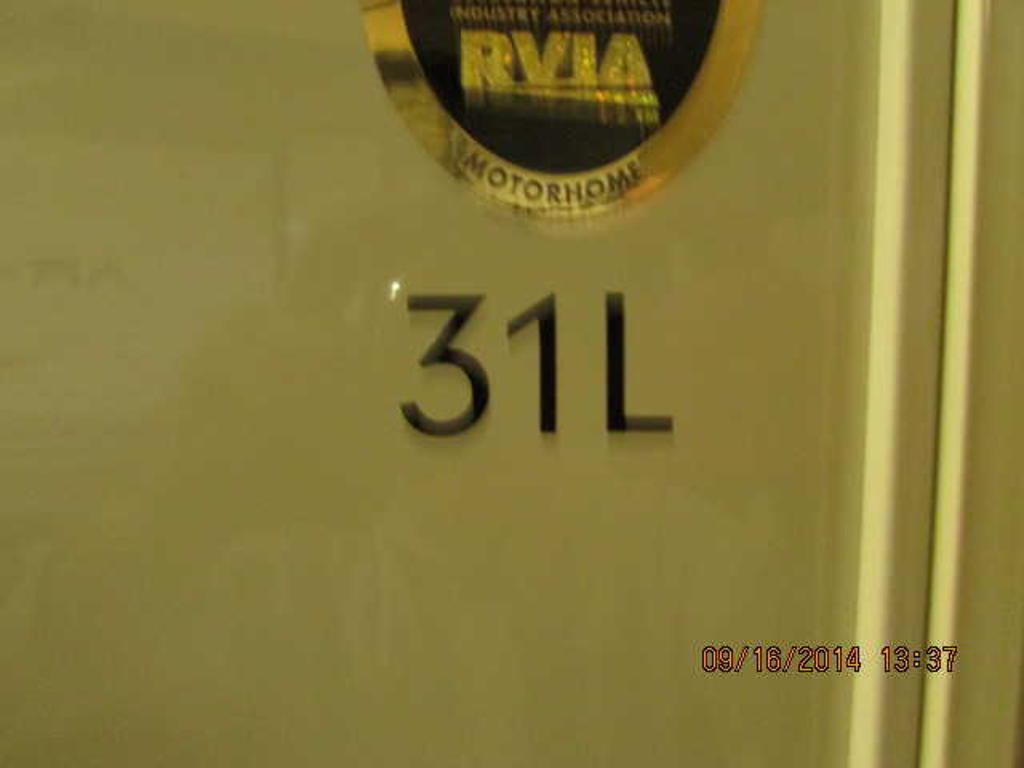 INDUSTRY ASSOCIATION
RVIA
MOTORHOME
31L
09/16/2014 13:37